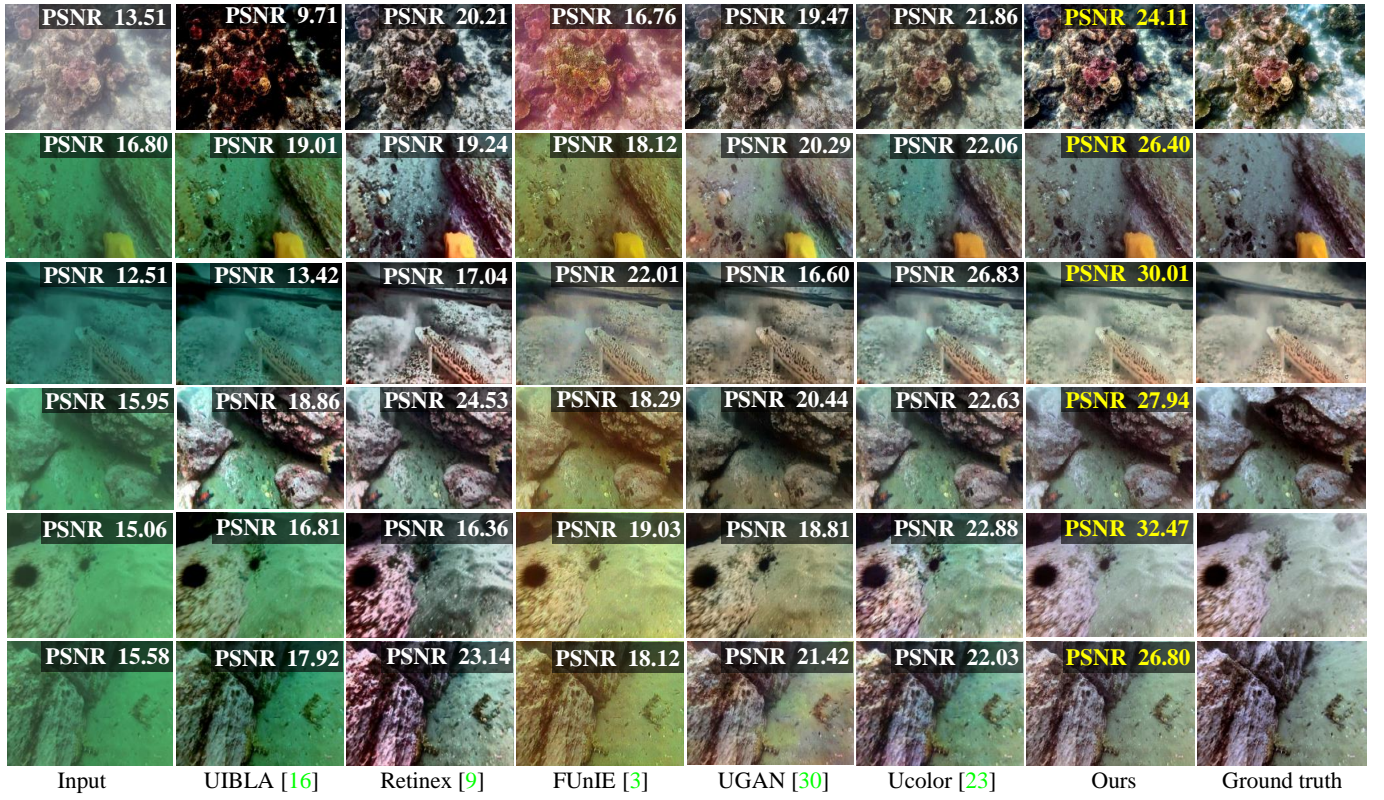 PSNR 13.51 PSNR 9.71 PSNR 20.21 PSNR 16.76 PSNR 19.47 PSNR 21.86 PSNR 24.11
PSNR 16.80 PSNR 19.01 PSNR 19.24 PSNR 18.12 PSNR 20.29 PSNR 22.06 PSNR 26.40
PSNR 12.51 PSNR 13.42 PSNR 17.04 PSNR 22.01 PSNR 16.60 PSNR 26.83 PSNR 30.01
PSNR 15.95 PSNR 18.86 PSNR 24.53 PSNR 18.29 PSNR 20.44 PSNR 22.63 PSNR 27.94
PSNR 15.06 PSNR 16.81 PSNR 16.36 PSNR 19.03 PSNR 18.81 PSNR 22.88 PSNR 32.47
PSNR 15.58 PSNR 17.92 PSNR 23.14 PSNR 18.12 PSNR 21.42 PSNR 22.03 PSNR 26.80
Input UIBLA [16] Retinex [9] FUnIE [3] UGAN [30] Ucolor [23] Ours Ground truth